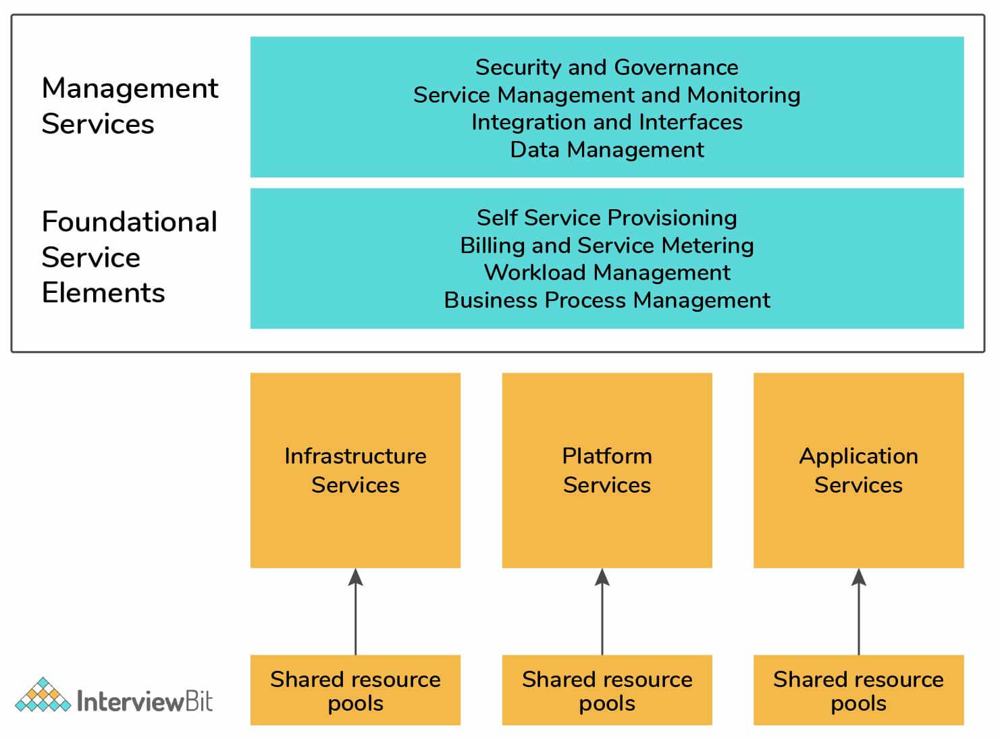 Management
Services
Security and Governance
Service Management and Monitoring
Integration and Interfaces
Data Management
Foundational
Service
Elements
Self Service Provisioning
Billing and Service Metering
Workload Management
Business Process Management
Infrastructure
Services
Platform
Services
Application
Services
Shared resource
pools
Shared resource
pools
Shared resource
pools
InterviewBit